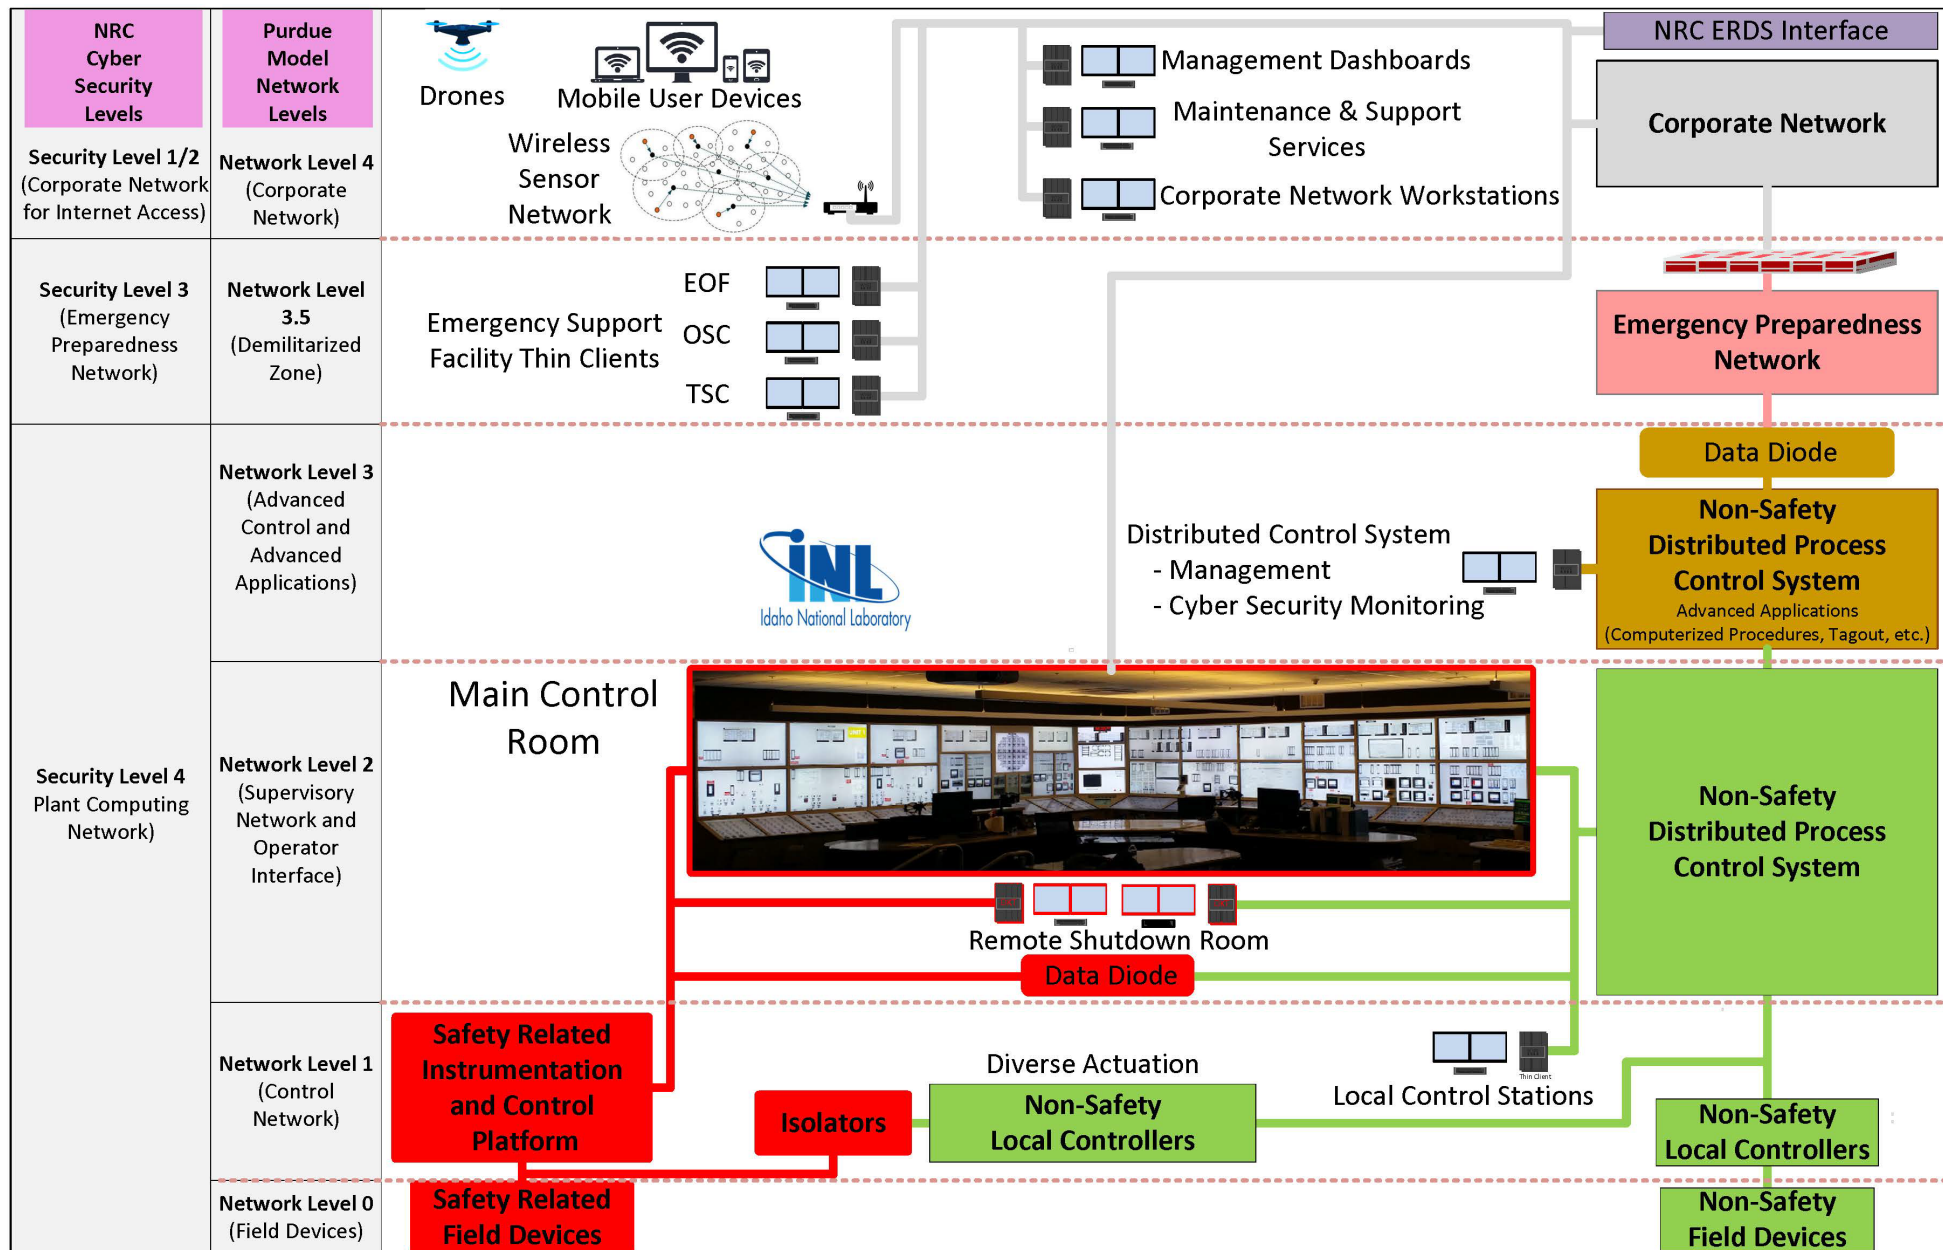 NRC
Cyber
Security
Levels
Purdue
Model
Network
Levels
Security Level 1/2
(Corporate Network
for Internet Access)
Network Level 4
(Corporate
Network)
Drones
Mobile User Devices
Wireless
Sensor
Network
Management Dashboards
Maintenance & Support
Services
Corporate Network Workstations
NRC ERDS Interface
Corporate Network
Security Level 3
(Emergency
Preparedness
Network)
Network Level
3.5
(Demilitarized
Zone)
Emergency Support
Facility Thin Clients
EOF
OSC
TSC
Emergency Preparedness
Network
Security Level 4
Plant Computing
Network)
Network Level 3
(Advanced
Control and
Advanced
Applications)
INL
Idaho National Laboratory
Distributed Control System
- Management
- Cyber Security Monitoring
Data Diode
Non-Safety
Distributed Process
Control System
Advanced Applications
(Computerized Procedures, Tagout, etc.)
Network Level 2
(Supervisory
Network and
Operator
Interface)
Main Control
Room
UNIT 1
Remote Shutdown Room
Data Diode
Non-Safety
Distributed Process
Control System
Network Level 1
(Control
Network)
Safety Related
Instrumentation
and Control
Platform
Isolators
Diverse Actuation
Non-Safety
Local Controllers
Thin Client
Local Control Stations
Non-Safety
Local Controllers
Network Level 0
(Field Devices)
Safety Related
Field Devices
Non-Safety
Field Devices